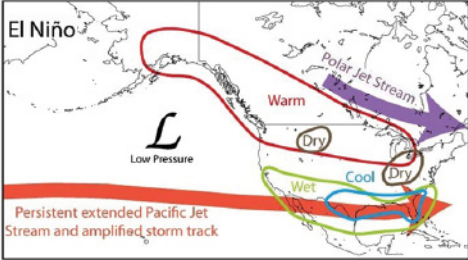 El Niño
Polar Jet Stream
Warm
L
Low Pressure
Dry
Dry
Cool
Wet
Persistent extended Pacific Jet
Stream and amplified storm track